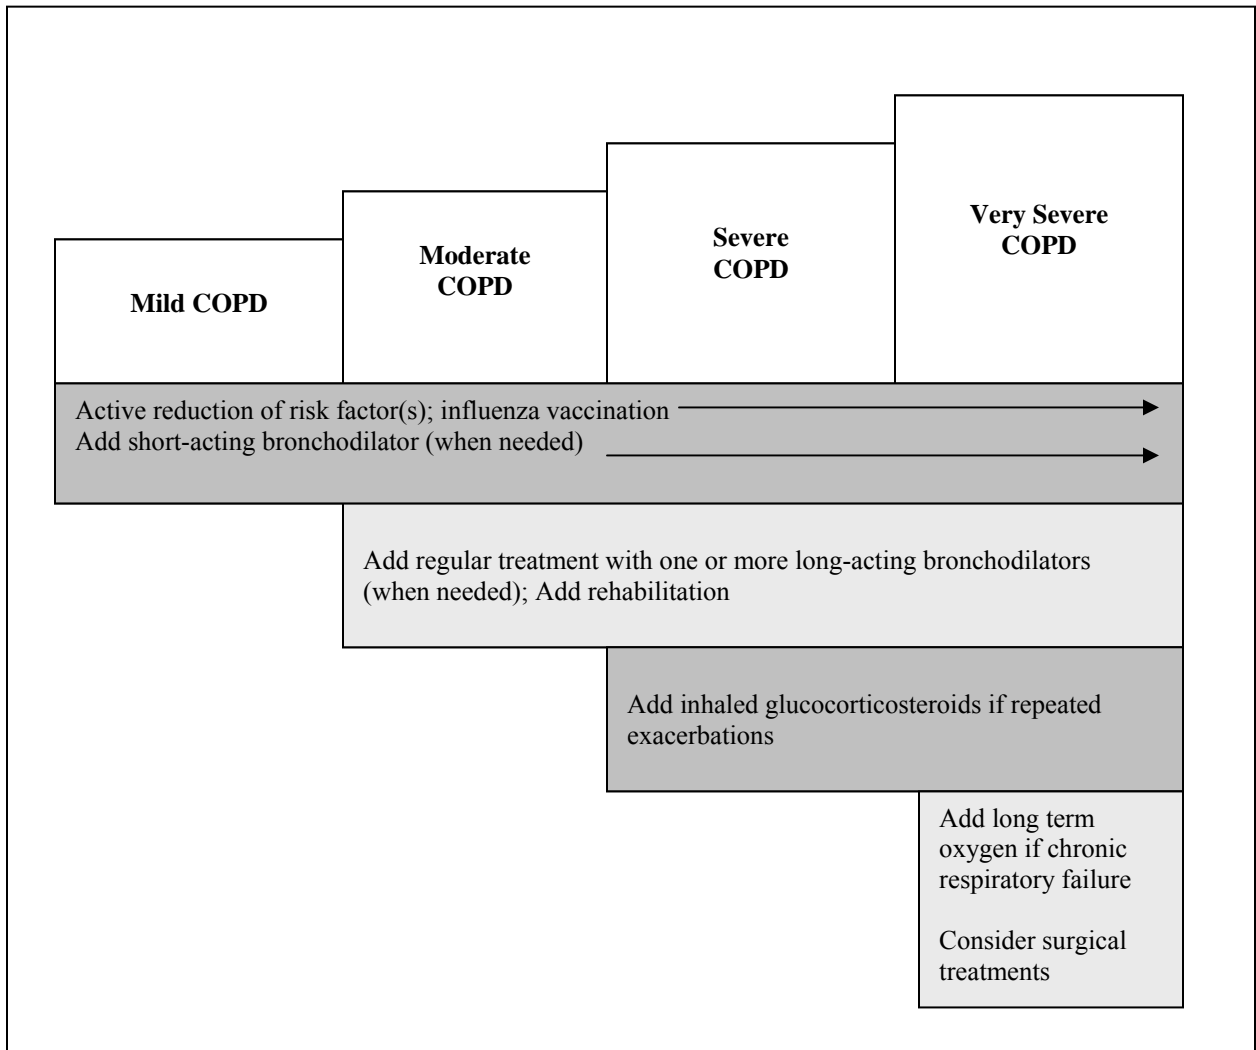 Mild COPD
Moderate
COPD
Severe
COPD
Very Severe
COPD
Active reduction of risk factor(s); influenza vaccination
Add short-acting bronchodilator (when needed)
Add regular treatment with one or more long-acting bronchodilators
(when needed); Add rehabilitation
Add inhaled glucocorticosteroids if repeated
exacerbations
Add long term
oxygen if chronic
respiratory failure
Consider surgical
treatments